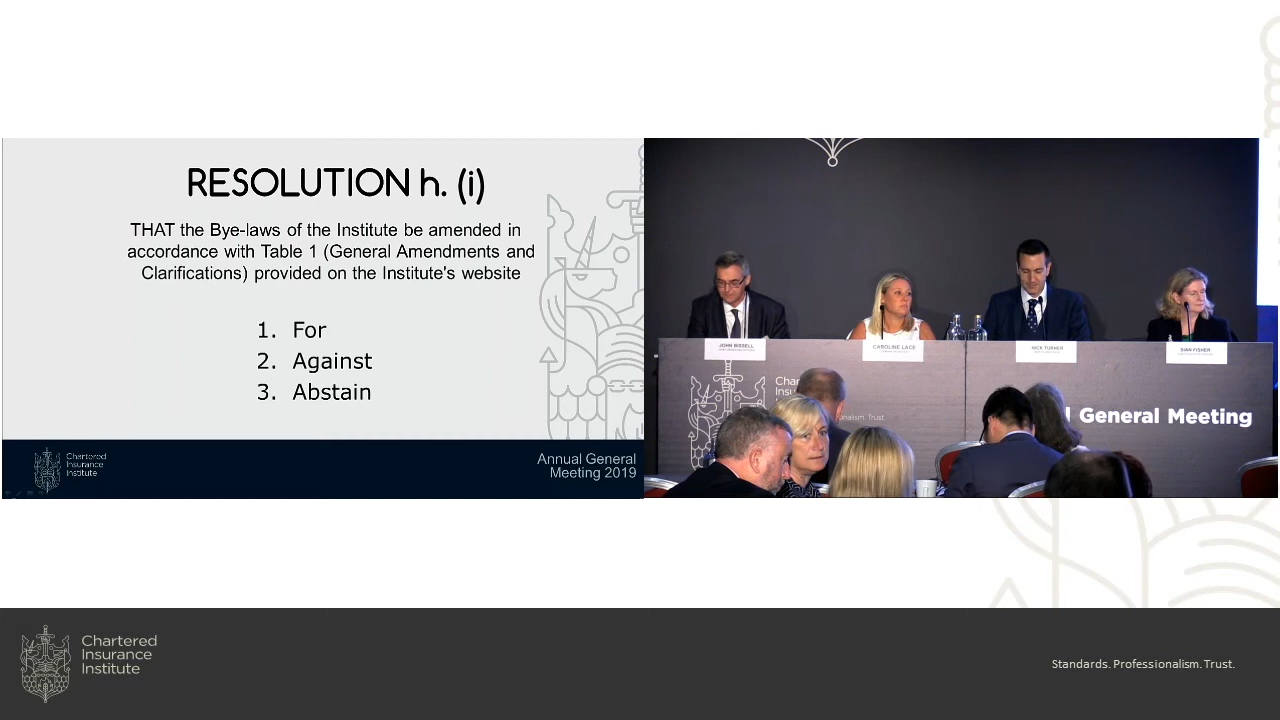 RESOLUTION h. (i)
THAT the Bye-laws of the Institute be amended in
accordance with Table 1 (General Amendments and
Clarifications) provided on the Institute's website
1. For
2. Against
3. Abstain
Chartered
Insurance
Institute
Annual General
Meeting 2019
JOHN BISSELL
CAROLINE LACE
NICK TURNER
SIAN FISHER
General Meeting
Chartered
Insurance
Institute
Standards. Professionalism. Trust.